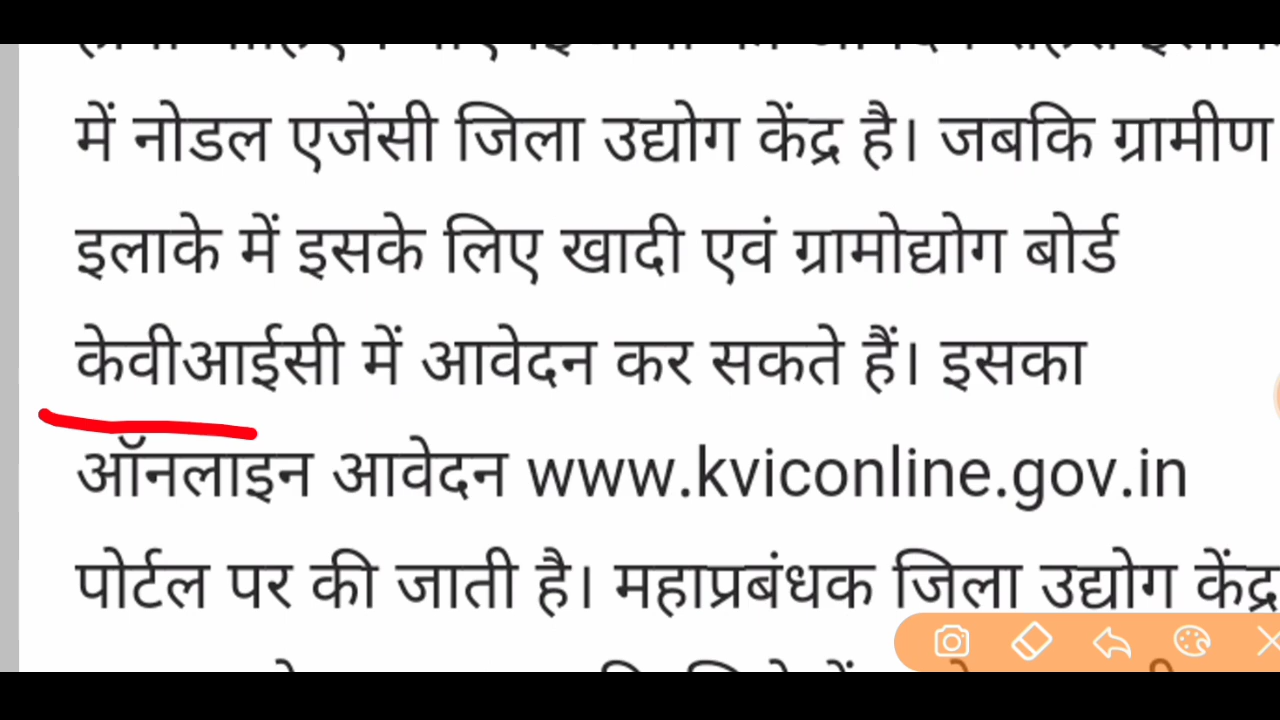 में नोडल एजेंसी जिला उद्योग केंद्र है। जबकि ग्रामीण
इलाके में इसके लिए खादी एवं ग्रामोद्योग बोर्ड
केवीआईसी में आवेदन कर सकते हैं। इसका
ऑनलाइन आवेदन www.kviconline.gov.in
पोर्टल पर की जाती है। महाप्रबंधक जिला उद्योग केंद्र